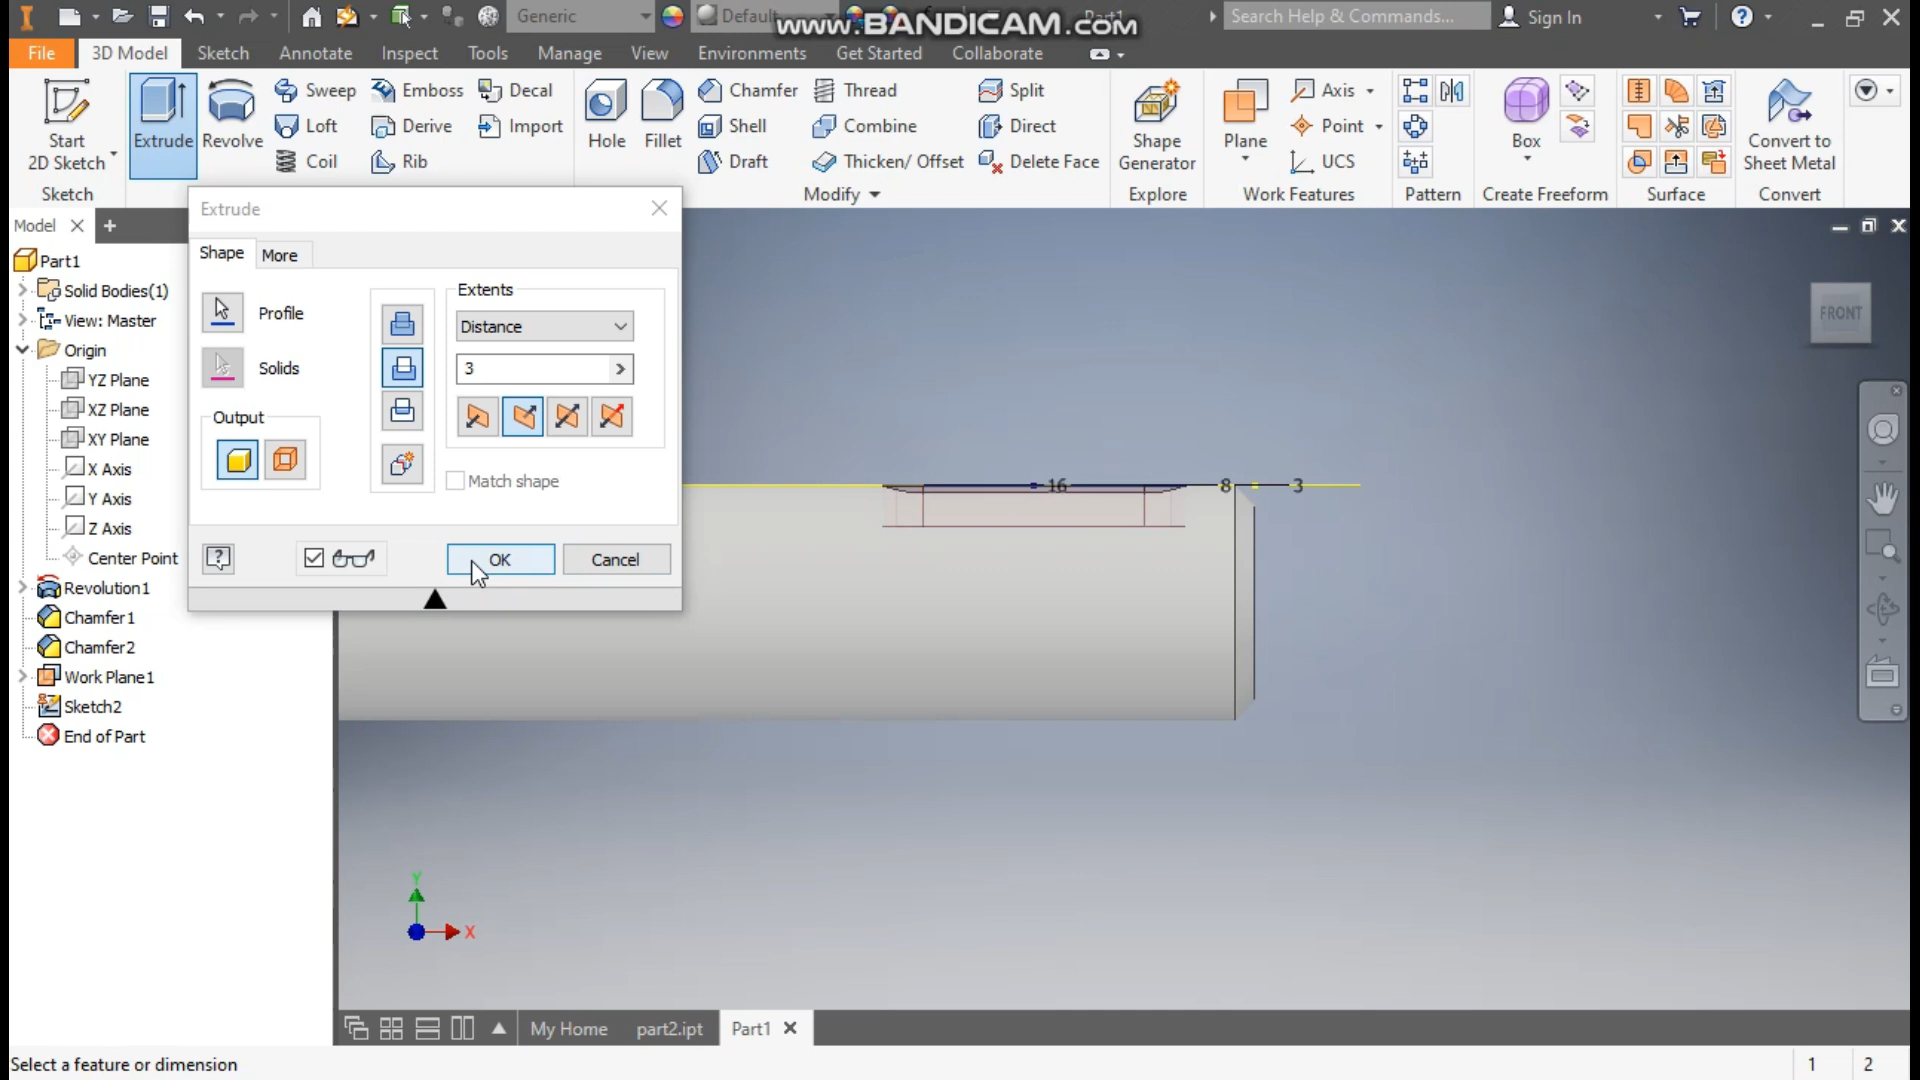 Generic
Default
www.BANDICAM.com
Part1
Search Help & Commands...
Sign In
File
3D Model
Sketch
Annotate
Inspect
Tools
Manage
View
Environments
Get Started
Collaborate
Start
2D Sketch
Sketch
Extrude
Revolve
Sweep
Loft
Coil
Emboss
Derive
Rib
Decal
Import
Hole
Fillet
Chamfer
Shell
Draft
Thread
Combine
Thicken/ Offset
Split
Direct
Delete Face
Modify
Shape
Generator
Explore
Plane
Axis
Point
UCS
Work Features
Pattern
Box
Create Freeform
Surface
Convert to
Sheet Metal
Convert
Model
Part1
Solid Bodies(1)
View: Master
Origin
YZ Plane
XZ Plane
XY Plane
X Axis
Y Axis
Z Axis
Center Point
Revolution1
Chamfer1
Chamfer2
Work Plane1
Sketch2
End of Part
Extrude
Shape
More
Profile
Solids
Output
Extents
Distance
3
Match shape
OK
Cancel
FRONT
16
8
3
Y
X
My Home
part2.ipt
Part1
Select a feature or dimension
1
2